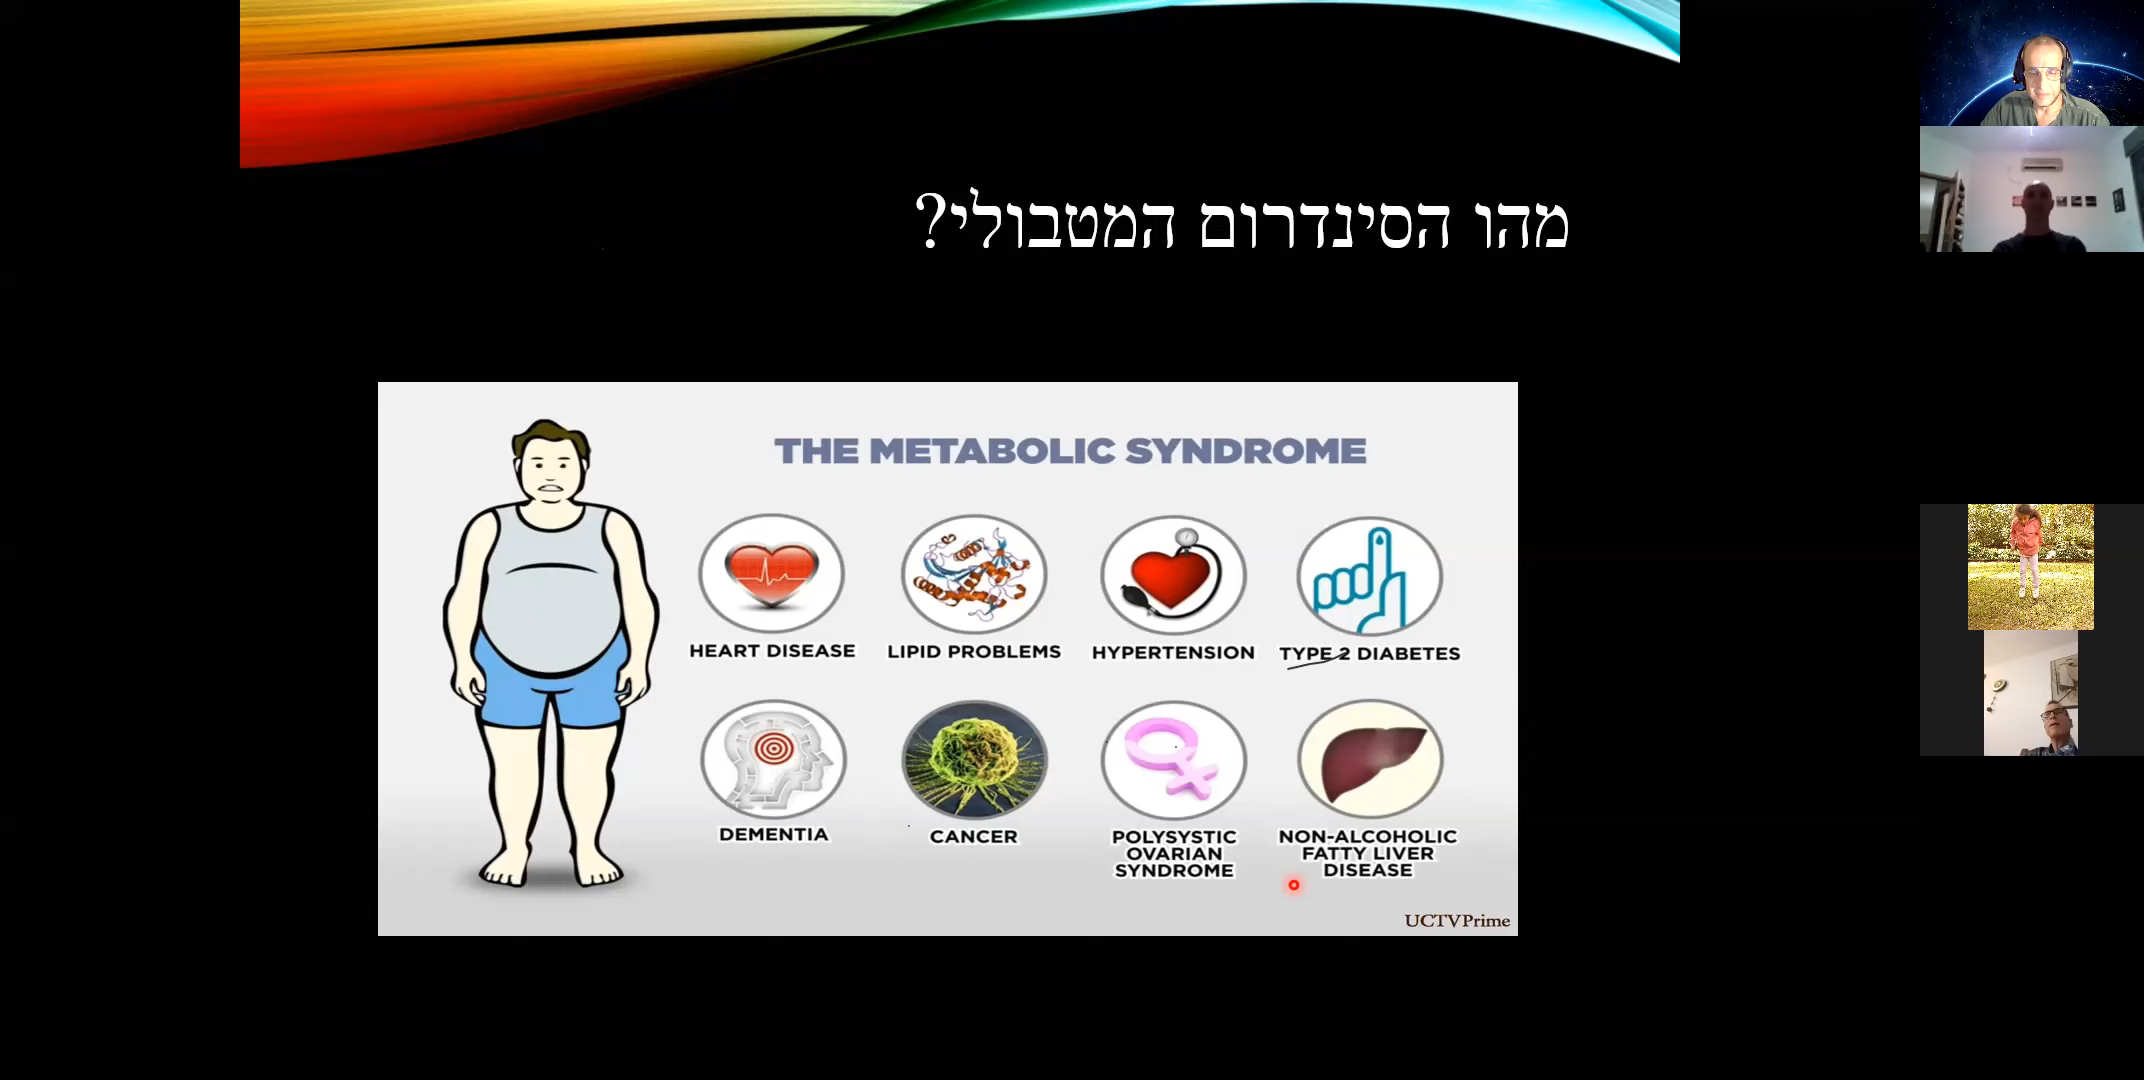 מהו הסינדרום המטבולי?
THE METABOLIC SYNDROME
HEART DISEASE
LIPID PROBLEMS
HYPERTENSION
TYPE 2 DIABETES
DEMENTIA
CANCER
POLYSYSTIC
OVARIAN
SYNDROME
NON-ALCOHOLIC
FATTY LIVER
DISEASE
UCTVPrime